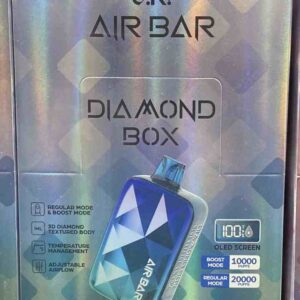 AIR BAR
DIAMOND
BOX
REGULAR MODE
& BOOST MODE
3D DIAMOND
TEXTURED BODY
TEMPERATURE
MANAGEMENT
ADJUSTABLE
AIRFLOW
AIR BAR
100
OLED SCREEN
BOOST MODE 10000 PUFFS
REGULAR MODE 20000 PUFFS